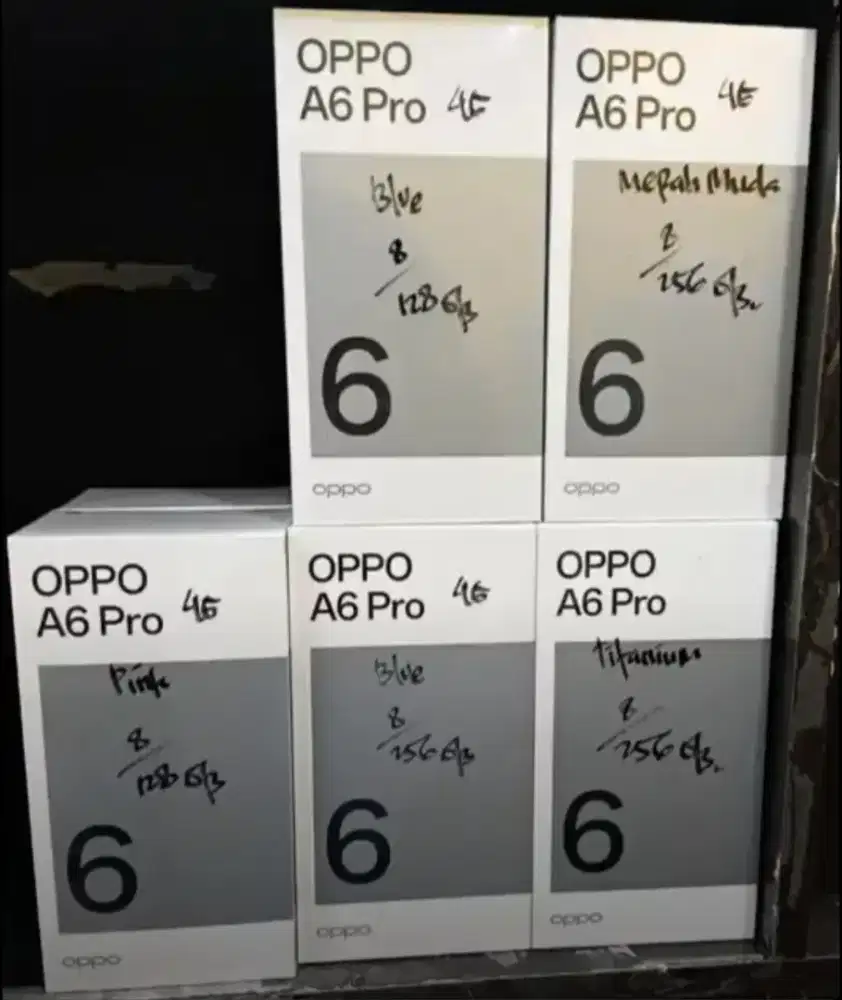 OPPO
A6 Pro 4G
Blue
8/128 GB
6
oppo
OPPO
A6 Pro 4G
Merah Muda
8/256 GB.
6
oppo
OPPO
A6 Pro 4G
Pink
8/128 GB
6
oppo
OPPO
A6 Pro 4G
Blue
8/256 GB
6
oppo
OPPO
A6 Pro
Titanium
8/256 GB.
6
oppo